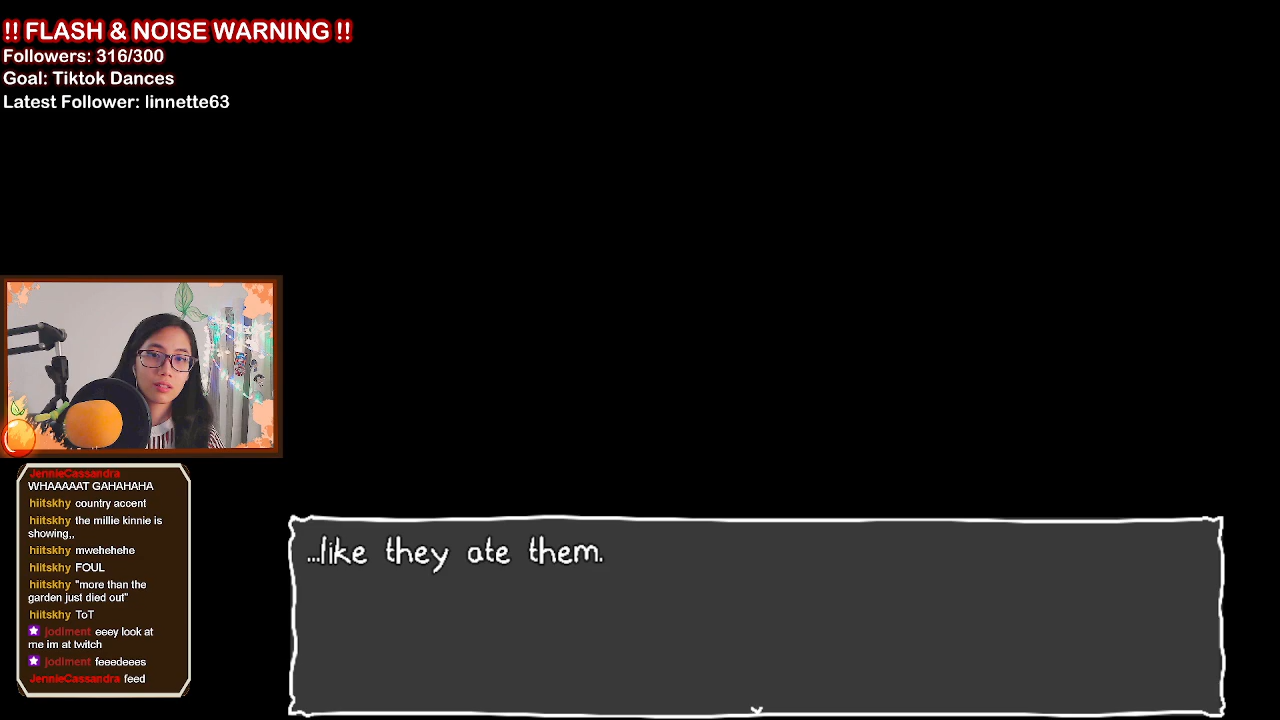 !! FLASH & NOISE WARNING !!
Followers: 316/300
Goal: Tiktok Dances
Latest Follower: linnette63
JennieCassandra
WHAAAAAT GAHAHAHA
hiitskhy country accent
hiitskhy the millie kinnie is
showing,,
hiitskhy mwehehehe
hiitskhy FOUL
hiitskhy "more than the
garden just died out"
hiitskhy ToT
jodiment eeey look at
me im at twitch
jodiment feeedeees
JennieCassandra feed
...like they ate them.